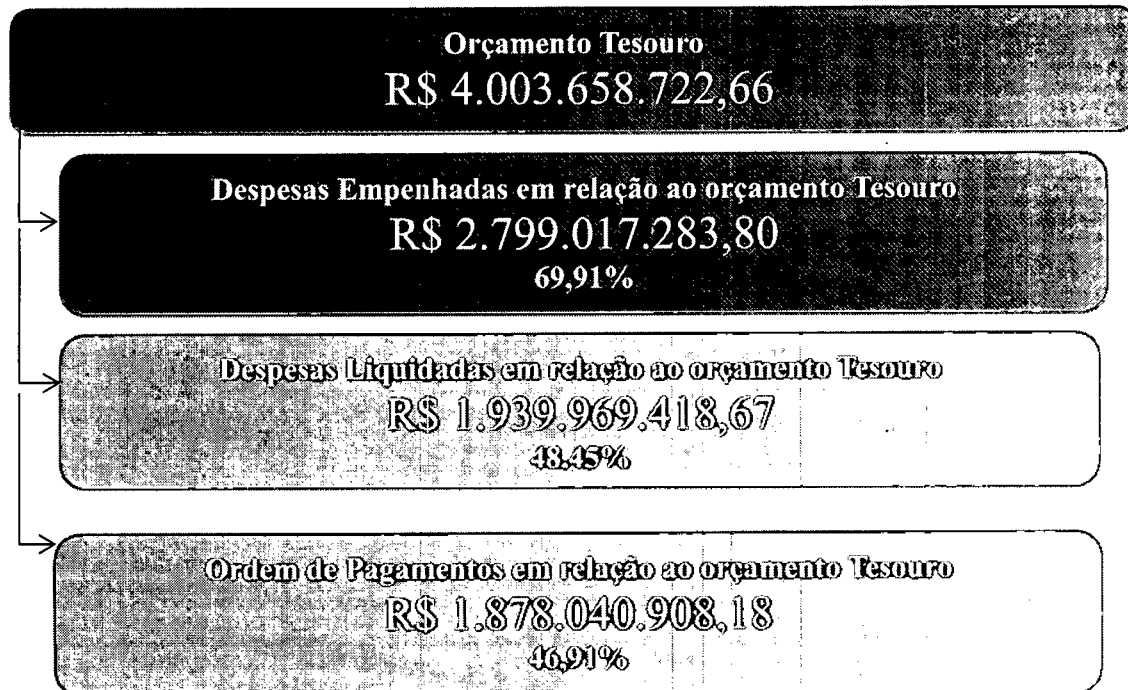 Orçamento Tesouro
R$ 4.003.658.722,66
Despesas Empenhadas em relação ao orçamento Tesouro
R$ 2.799.017.283,80
69,91%
Despesas Liquidadas em relação ao orçamento Tesouro
R$ 1.939.969.418,67
48,45%
Ordem de Pagamentos em relação ao orçamento Tesouro
R$ 1.878.040.908,18
46,91%